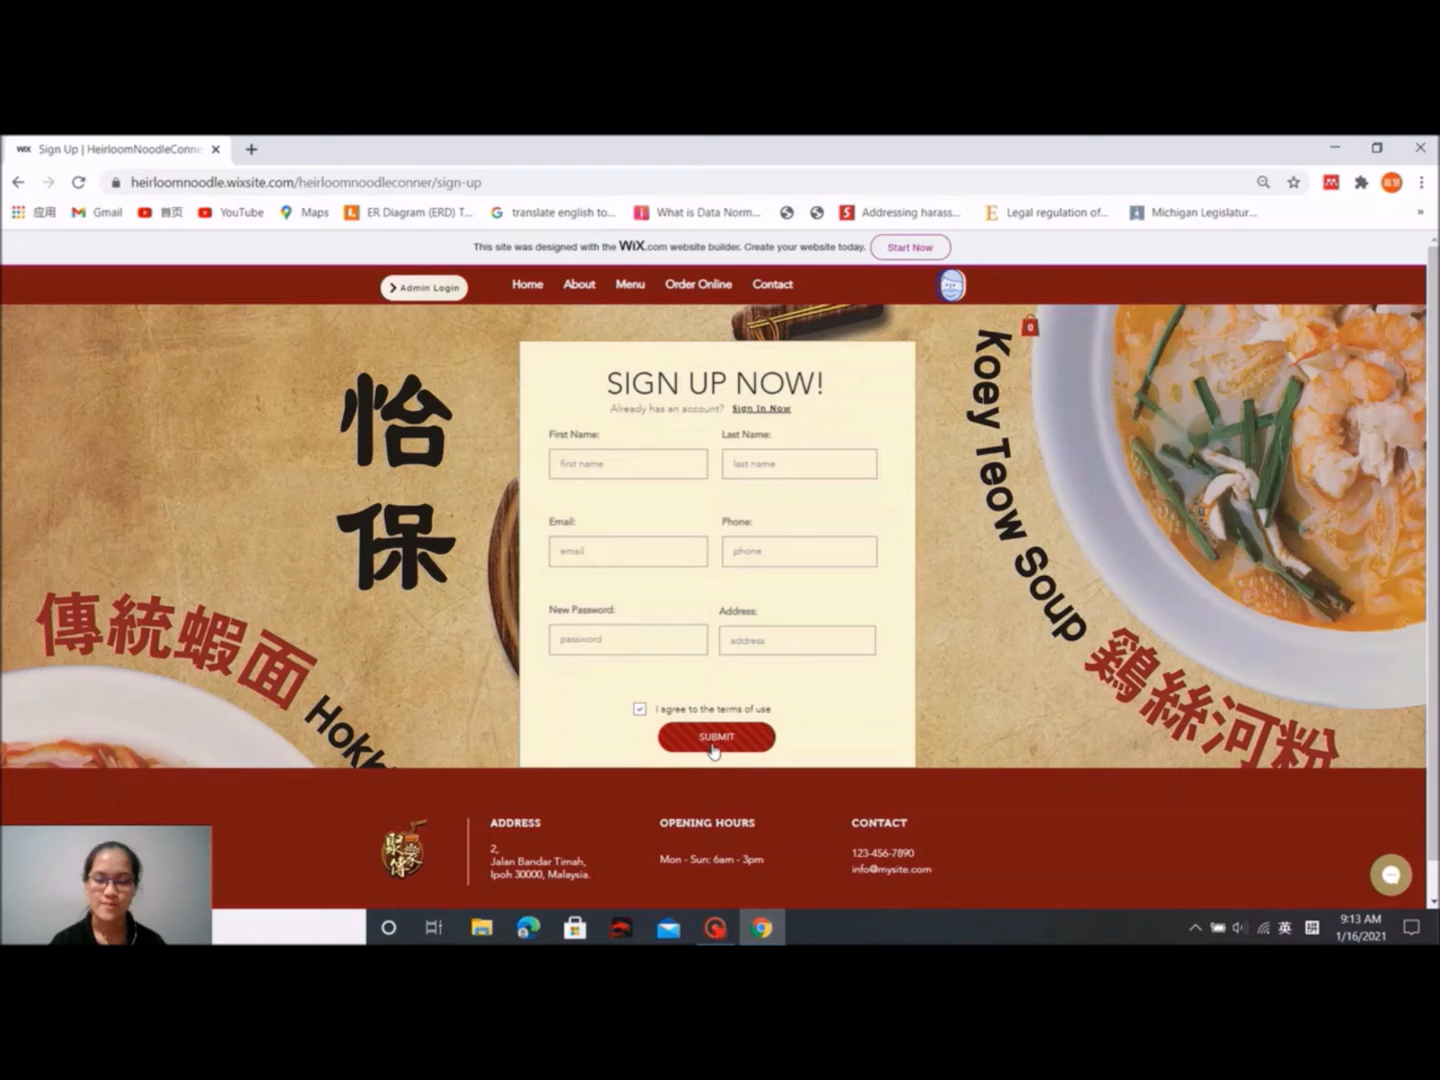 WiX Sign Up | HeirloomNoodleConne
heirloomnoodle.wixsite.com/heirloomnoodleconner/sign-up
应用 Gmail 首页 YouTube Maps ER Diagram (ERD) T... translate english to... What is Data Norm... Addressing harass... Legal regulation of... Michigan Legislatur... »
This site was designed with the WiX.com website builder. Create your website today. Start Now
Admin Login Home About Menu Order Online Contact
0
怡保
傳統蝦面 Hokk
Koey Teow Soup 鷄絲河粉
SIGN UP NOW!
Already has an account? Sign In Now
First Name: Last Name:
first name last name
Email: Phone:
email phone
New Password: Address:
password address
I agree to the terms of use
SUBMIT
ADDRESS
2,
Jalan Bandar Timah,
Ipoh 30000, Malaysia.
OPENING HOURS
Mon - Sun: 6am - 3pm
CONTACT
123-456-7890
info@mysite.com
英 拼
9:13 AM
1/16/2021